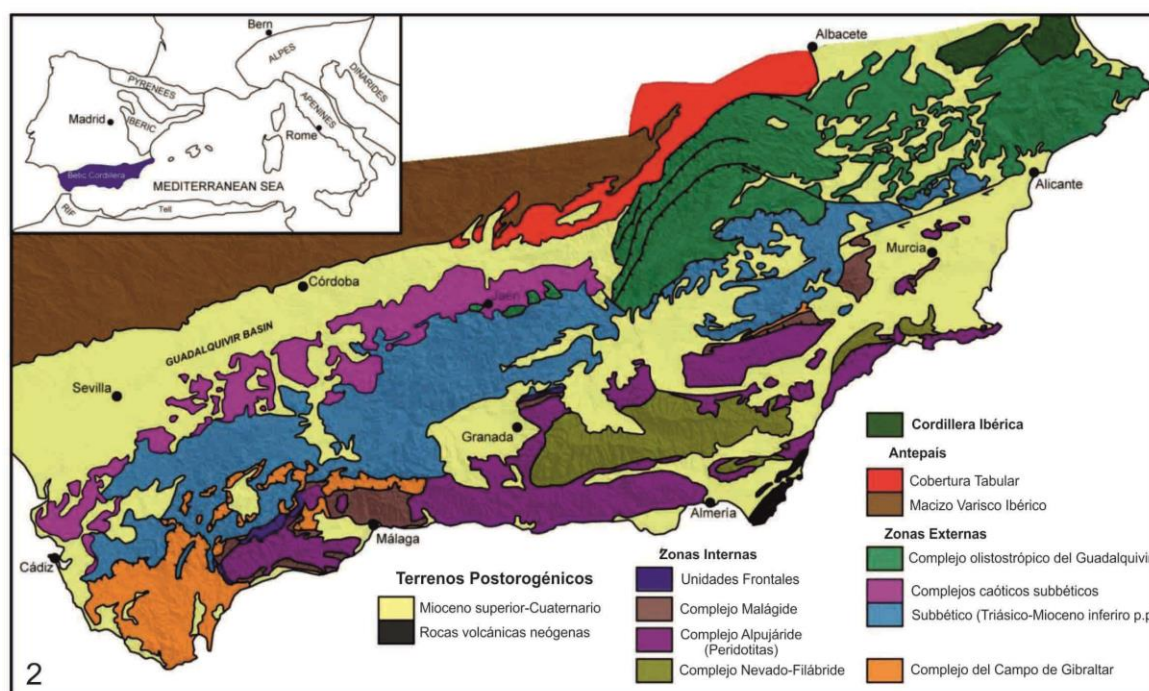 Bern
ALPES
DINARIDES
PYRENEES
APENINES
IBERIC
Madrid
Rome
Betic Cordillera
MEDITERRANEAN SEA
RIF
Tell
Albacete
Alicante
Murcia
Córdoba
Jaén
GUADALQUIVIR BASIN
Sevilla
Granada
Almería
Málaga
Cádiz
Terrenos Postorogénicos
Mioceno superior-Cuaternario
Rocas volcánicas neógenas
Zonas Internas
Unidades Frontales
Complejo Malágide
Complejo Alpujáride
(Peridotitas)
Complejo Nevado-Filábride
Cordillera Ibérica
Antepaís
Cobertura Tabular
Macizo Varisco Ibérico
Zonas Externas
Complejo olistostrópico del Guadalquivir
Complejos caóticos subbéticos
Subbético (Triásico-Mioceno inferiro p.p
Complejo del Campo de Gibraltar
2